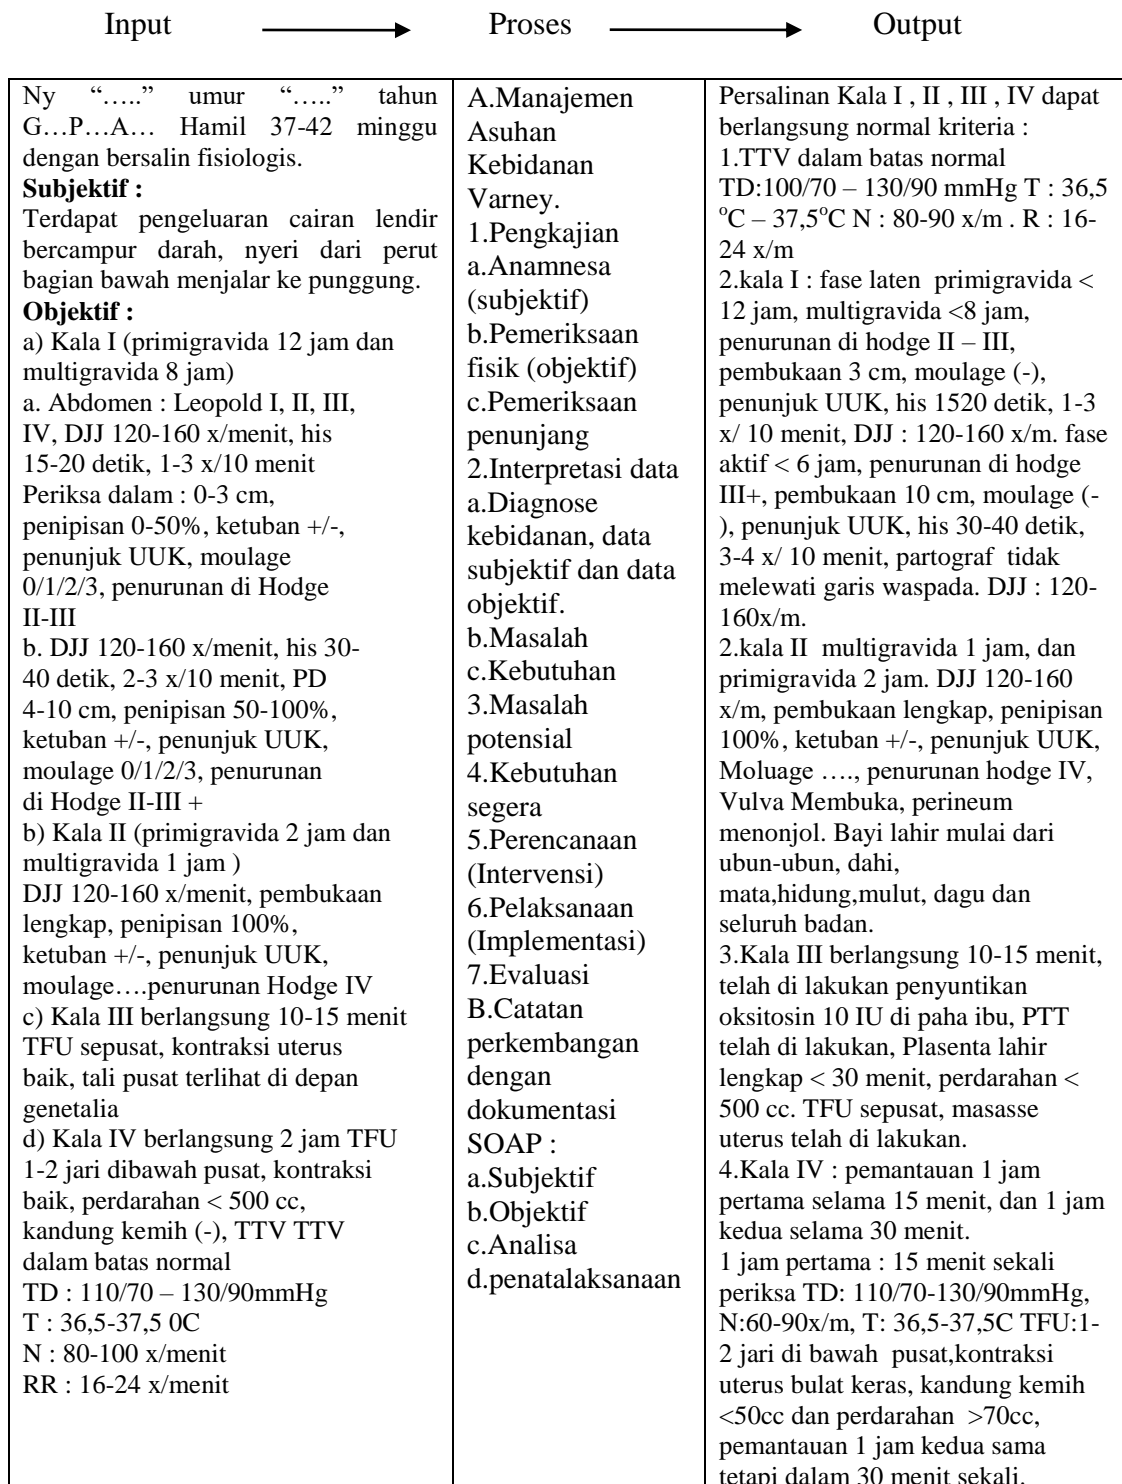 Input Proses Output
Ny “…..” umur “…..” tahun
G…P…A… Hamil 37-42 minggu
dengan bersalin fisiologis.
Subjektif :
Terdapat pengeluaran cairan lendir
bercampur darah, nyeri dari perut
bagian bawah menjalar ke punggung.
Objektif :
a) Kala I (primigravida 12 jam dan
multigravida 8 jam)
a. Abdomen : Leopold I, II, III,
IV, DJJ 120-160 x/menit, his
15-20 detik, 1-3 x/10 menit
Periksa dalam : 0-3 cm,
penipisan 0-50%, ketuban +/-,
penunjuk UUK, moulage
0/1/2/3, penurunan di Hodge
II-III
b. DJJ 120-160 x/menit, his 30-
40 detik, 2-3 x/10 menit, PD
4-10 cm, penipisan 50-100%,
ketuban +/-, penunjuk UUK,
moulage 0/1/2/3, penurunan
di Hodge II-III +
b) Kala II (primigravida 2 jam dan
multigravida 1 jam )
DJJ 120-160 x/menit, pembukaan
lengkap, penipisan 100%,
ketuban +/-, penunjuk UUK,
moulage….penurunan Hodge IV
c) Kala III berlangsung 10-15 menit
TFU sepusat, kontraksi uterus
baik, tali pusat terlihat di depan
genetalia
d) Kala IV berlangsung 2 jam TFU
1-2 jari dibawah pusat, kontraksi
baik, perdarahan < 500 cc,
kandung kemih (-), TTV TTV
dalam batas normal
TD : 110/70 – 130/90mmHg
T : 36,5-37,5 0C
N : 80-100 x/menit
RR : 16-24 x/menit
A.Manajemen
Asuhan
Kebidanan
Varney.
1.Pengkajian
a.Anamnesa
(subjektif)
b.Pemeriksaan
fisik (objektif)
c.Pemeriksaan
penunjang
2.Interpretasi data
a.Diagnose
kebidanan, data
subjektif dan data
objektif.
b.Masalah
c.Kebutuhan
3.Masalah
potensial
4.Kebutuhan
segera
5.Perencanaan
(Intervensi)
6.Pelaksanaan
(Implementasi)
7.Evaluasi
B.Catatan
perkembangan
dengan
dokumentasi
SOAP :
a.Subjektif
b.Objektif
c.Analisa
d.penatalaksanaan
Persalinan Kala I , II , III , IV dapat
berlangsung normal kriteria :
1.TTV dalam batas normal
TD:100/70 – 130/90 mmHg T : 36,5
oC – 37,5oC N : 80-90 x/m . R : 16-
24 x/m
2.kala I : fase laten primigravida <
12 jam, multigravida <8 jam,
penurunan di hodge II – III,
pembukaan 3 cm, moulage (-),
penunjuk UUK, his 1520 detik, 1-3
x/ 10 menit, DJJ : 120-160 x/m. fase
aktif < 6 jam, penurunan di hodge
III+, pembukaan 10 cm, moulage (-
), penunjuk UUK, his 30-40 detik,
3-4 x/ 10 menit, partograf tidak
melewati garis waspada. DJJ : 120-
160x/m.
2.kala II multigravida 1 jam, dan
primigravida 2 jam. DJJ 120-160
x/m, pembukaan lengkap, penipisan
100%, ketuban +/-, penunjuk UUK,
Moluage …., penurunan hodge IV,
Vulva Membuka, perineum
menonjol. Bayi lahir mulai dari
ubun-ubun, dahi,
mata,hidung,mulut, dagu dan
seluruh badan.
3.Kala III berlangsung 10-15 menit,
telah di lakukan penyuntikan
oksitosin 10 IU di paha ibu, PTT
telah di lakukan, Plasenta lahir
lengkap < 30 menit, perdarahan <
500 cc. TFU sepusat, masasse
uterus telah di lakukan.
4.Kala IV : pemantauan 1 jam
pertama selama 15 menit, dan 1 jam
kedua selama 30 menit.
1 jam pertama : 15 menit sekali
periksa TD: 110/70-130/90mmHg,
N:60-90x/m, T: 36,5-37,5C TFU:1-
2 jari di bawah pusat,kontraksi
uterus bulat keras, kandung kemih
<50cc dan perdarahan >70cc,
pemantauan 1 jam kedua sama
tetapi dalam 30 menit sekali.